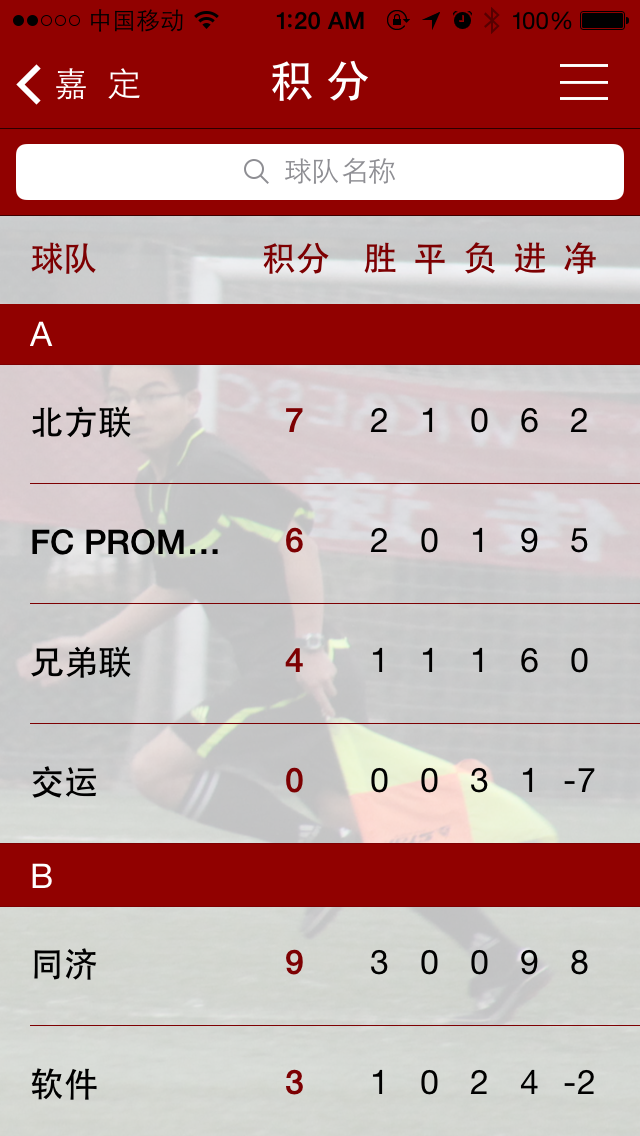 中国移动 1:20 AM 100%
嘉 定 积 分
球队名称
球队 积分 胜 平 负 进 净
A
北方联 7 2 1 0 6 2
FC PROM... 6 2 0 1 9 5
兄弟联 4 1 1 1 6 0
交运 0 0 0 3 1 -7
B
同济 9 3 0 0 9 8
软件 3 1 0 2 4 -2